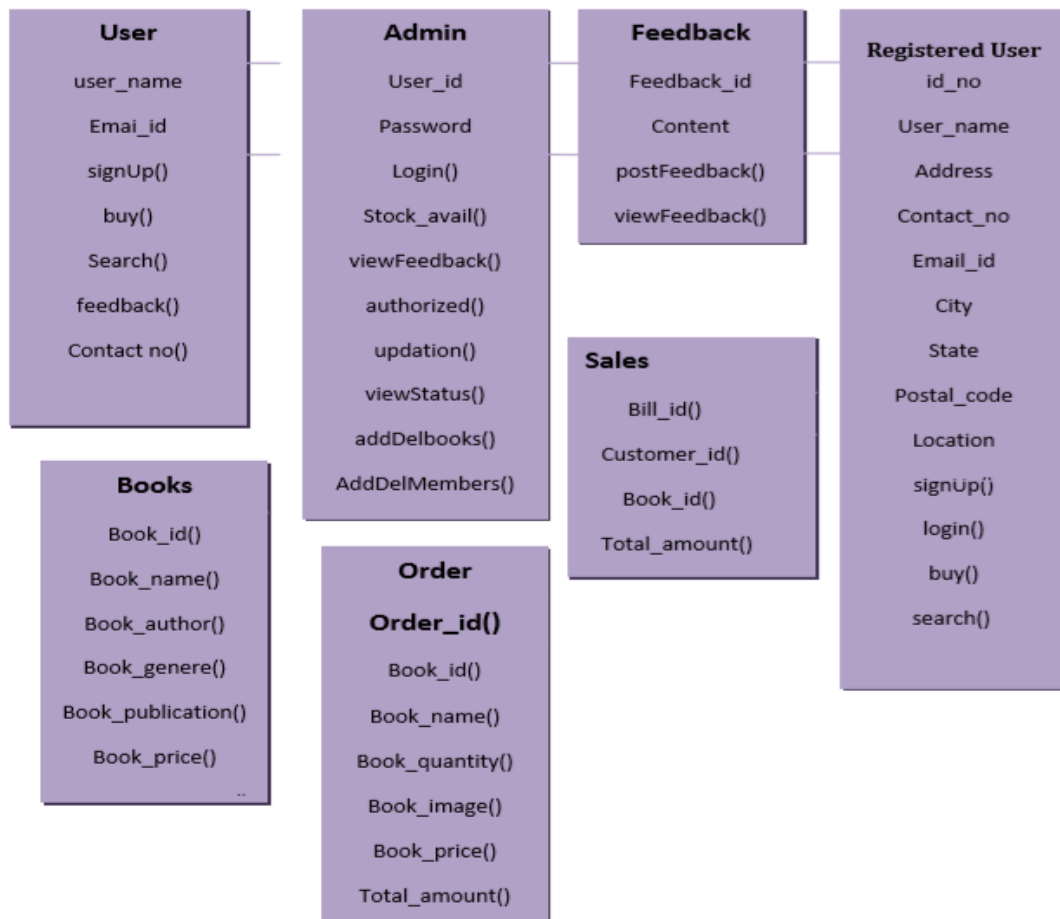 User
user_name
Emai_id
signUp()
buy()
Search()
feedback()
Contact no()
Admin
User_id
Password
Login()
Stock_avail()
viewFeedback()
authorized()
updation()
viewStatus()
addDelbooks()
AddDelMembers()
Feedback
Feedback_id
Content
postFeedback()
viewFeedback()
Registered User
id_no
User_name
Address
Contact_no
Email_id
City
State
Postal_code
Location
signUp()
login()
buy()
search()
Sales
Bill_id()
Customer_id()
Book_id()
Total_amount()
Books
Book_id()
Book_name()
Book_author()
Book_genere()
Book_publication()
Book_price()
..
Order
Order_id()
Book_id()
Book_name()
Book_quantity()
Book_image()
Book_price()
Total_amount()